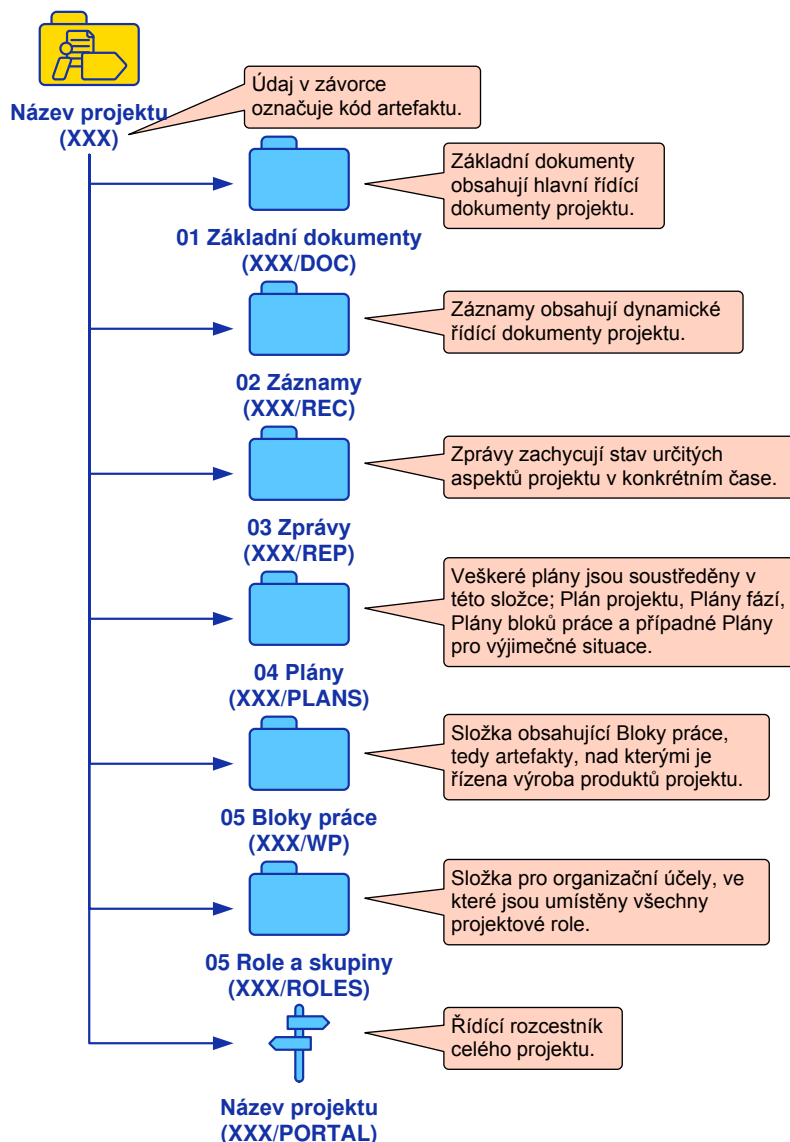 Název projektu
(XXX)
Údaj v závorce
označuje kód artefaktu.
Základní dokumenty
obsahují hlavní řídící
dokumenty projektu.
01 Základní dokumenty
(XXX/DOC)
Záznamy obsahují dynamické
řídící dokumenty projektu.
02 Záznamy
(XXX/REC)
Zprávy zachycují stav určitých
aspektů projektu v konkrétním čase.
03 Zprávy
(XXX/REP)
Veškeré plány jsou soustředěny v
této složce; Plán projektu, Plány fází,
Plány bloků práce a případné Plány
pro výjimečné situace.
04 Plány
(XXX/PLANS)
Složka obsahující Bloky práce,
tedy artefakty, nad kterými je
řízena výroba produktů projektu.
05 Bloky práce
(XXX/WP)
Složka pro organizační účely, ve
které jsou umístěny všechny
projektové role.
05 Role a skupiny
(XXX/ROLES)
Řídící rozcestník
celého projektu.
Název projektu
(XXX/PORTAL)